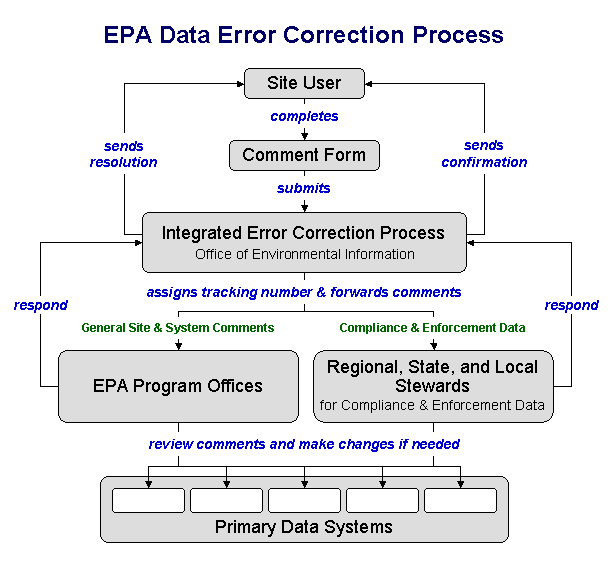 EPA Data Error Correction Process
Site User
completes
sends
resolution
sends
confirmation
Comment Form
submits
Integrated Error Correction Process
Office of Environmental Information
assigns tracking number & forwards comments
respond
respond
General Site & System Comments
Compliance & Enforcement Data
EPA Program Offices
Regional, State, and Local
Stewards
for Compliance & Enforcement Data
review comments and make changes if needed
Primary Data Systems